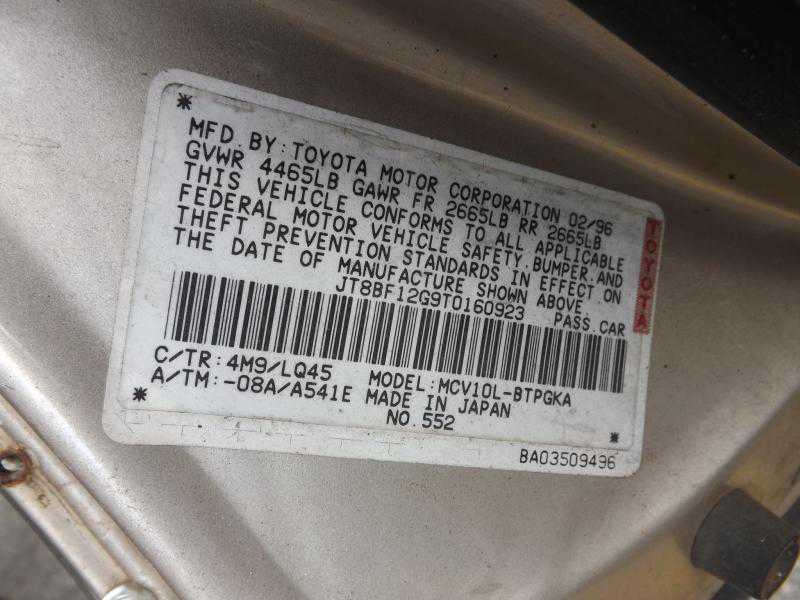 MFD. BY: TOYOTA MOTOR CORPORATION 02/96
GVWR 4465LB GAWR FR 2665LB RR 2665LB
THIS VEHICLE CONFORMS TO ALL APPLICABLE
FEDERAL MOTOR VEHICLE SAFETY, BUMPER, AND
THEFT PREVENTION STANDARDS IN EFFECT ON
THE DATE OF MANUFACTURE SHOWN ABOVE.
JT8BF12G9T0160923 PASS. CAR
TOYOTA
C/TR: 4M9/LQ45 MODEL: MCV10L-BTPGKA
A/TM: -08A/A541E MADE IN JAPAN
NO. 552
BA03509496